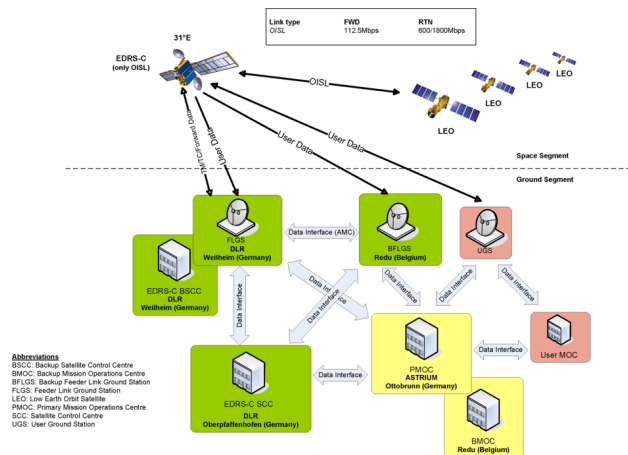 Link type FWD RTN
OISL 112.5Mbps 600/1800Mbps
31°E
EDRS-C
(only OISL)
OISL
LEO
LEO
LEO
LEO
TM/TC/Forward Data
User Data
User Data
User Data
Space Segment
Ground Segment
FLGS
DLR
Weilheim (Germany)
Data Interface (AMC)
BFLGS
Redu (Belgium)
UGS
EDRS-C BSCC
DLR
Weilheim (Germany)
Data Interface
Data Interface
Data Interface
Data Interface
Data Interface
EDRS-C SCC
DLR
Oberpfaffenhofen (Germany)
Data Interface
PMOC
ASTRIUM
Ottobrunn (Germany)
Data Interface
User MOC
BMOC
Redu (Belgium)
Abbreviations
BSCC: Backup Satellite Control Centre
BMOC: Backup Mission Operations Centre
BFLGS: Backup Feeder Link Ground Station
FLGS: Feeder Link Ground Station
LEO: Low Earth Orbit Satellite
PMOC: Primary Mission Operations Centre
SCC: Satellite Control Centre
UGS: User Ground Station